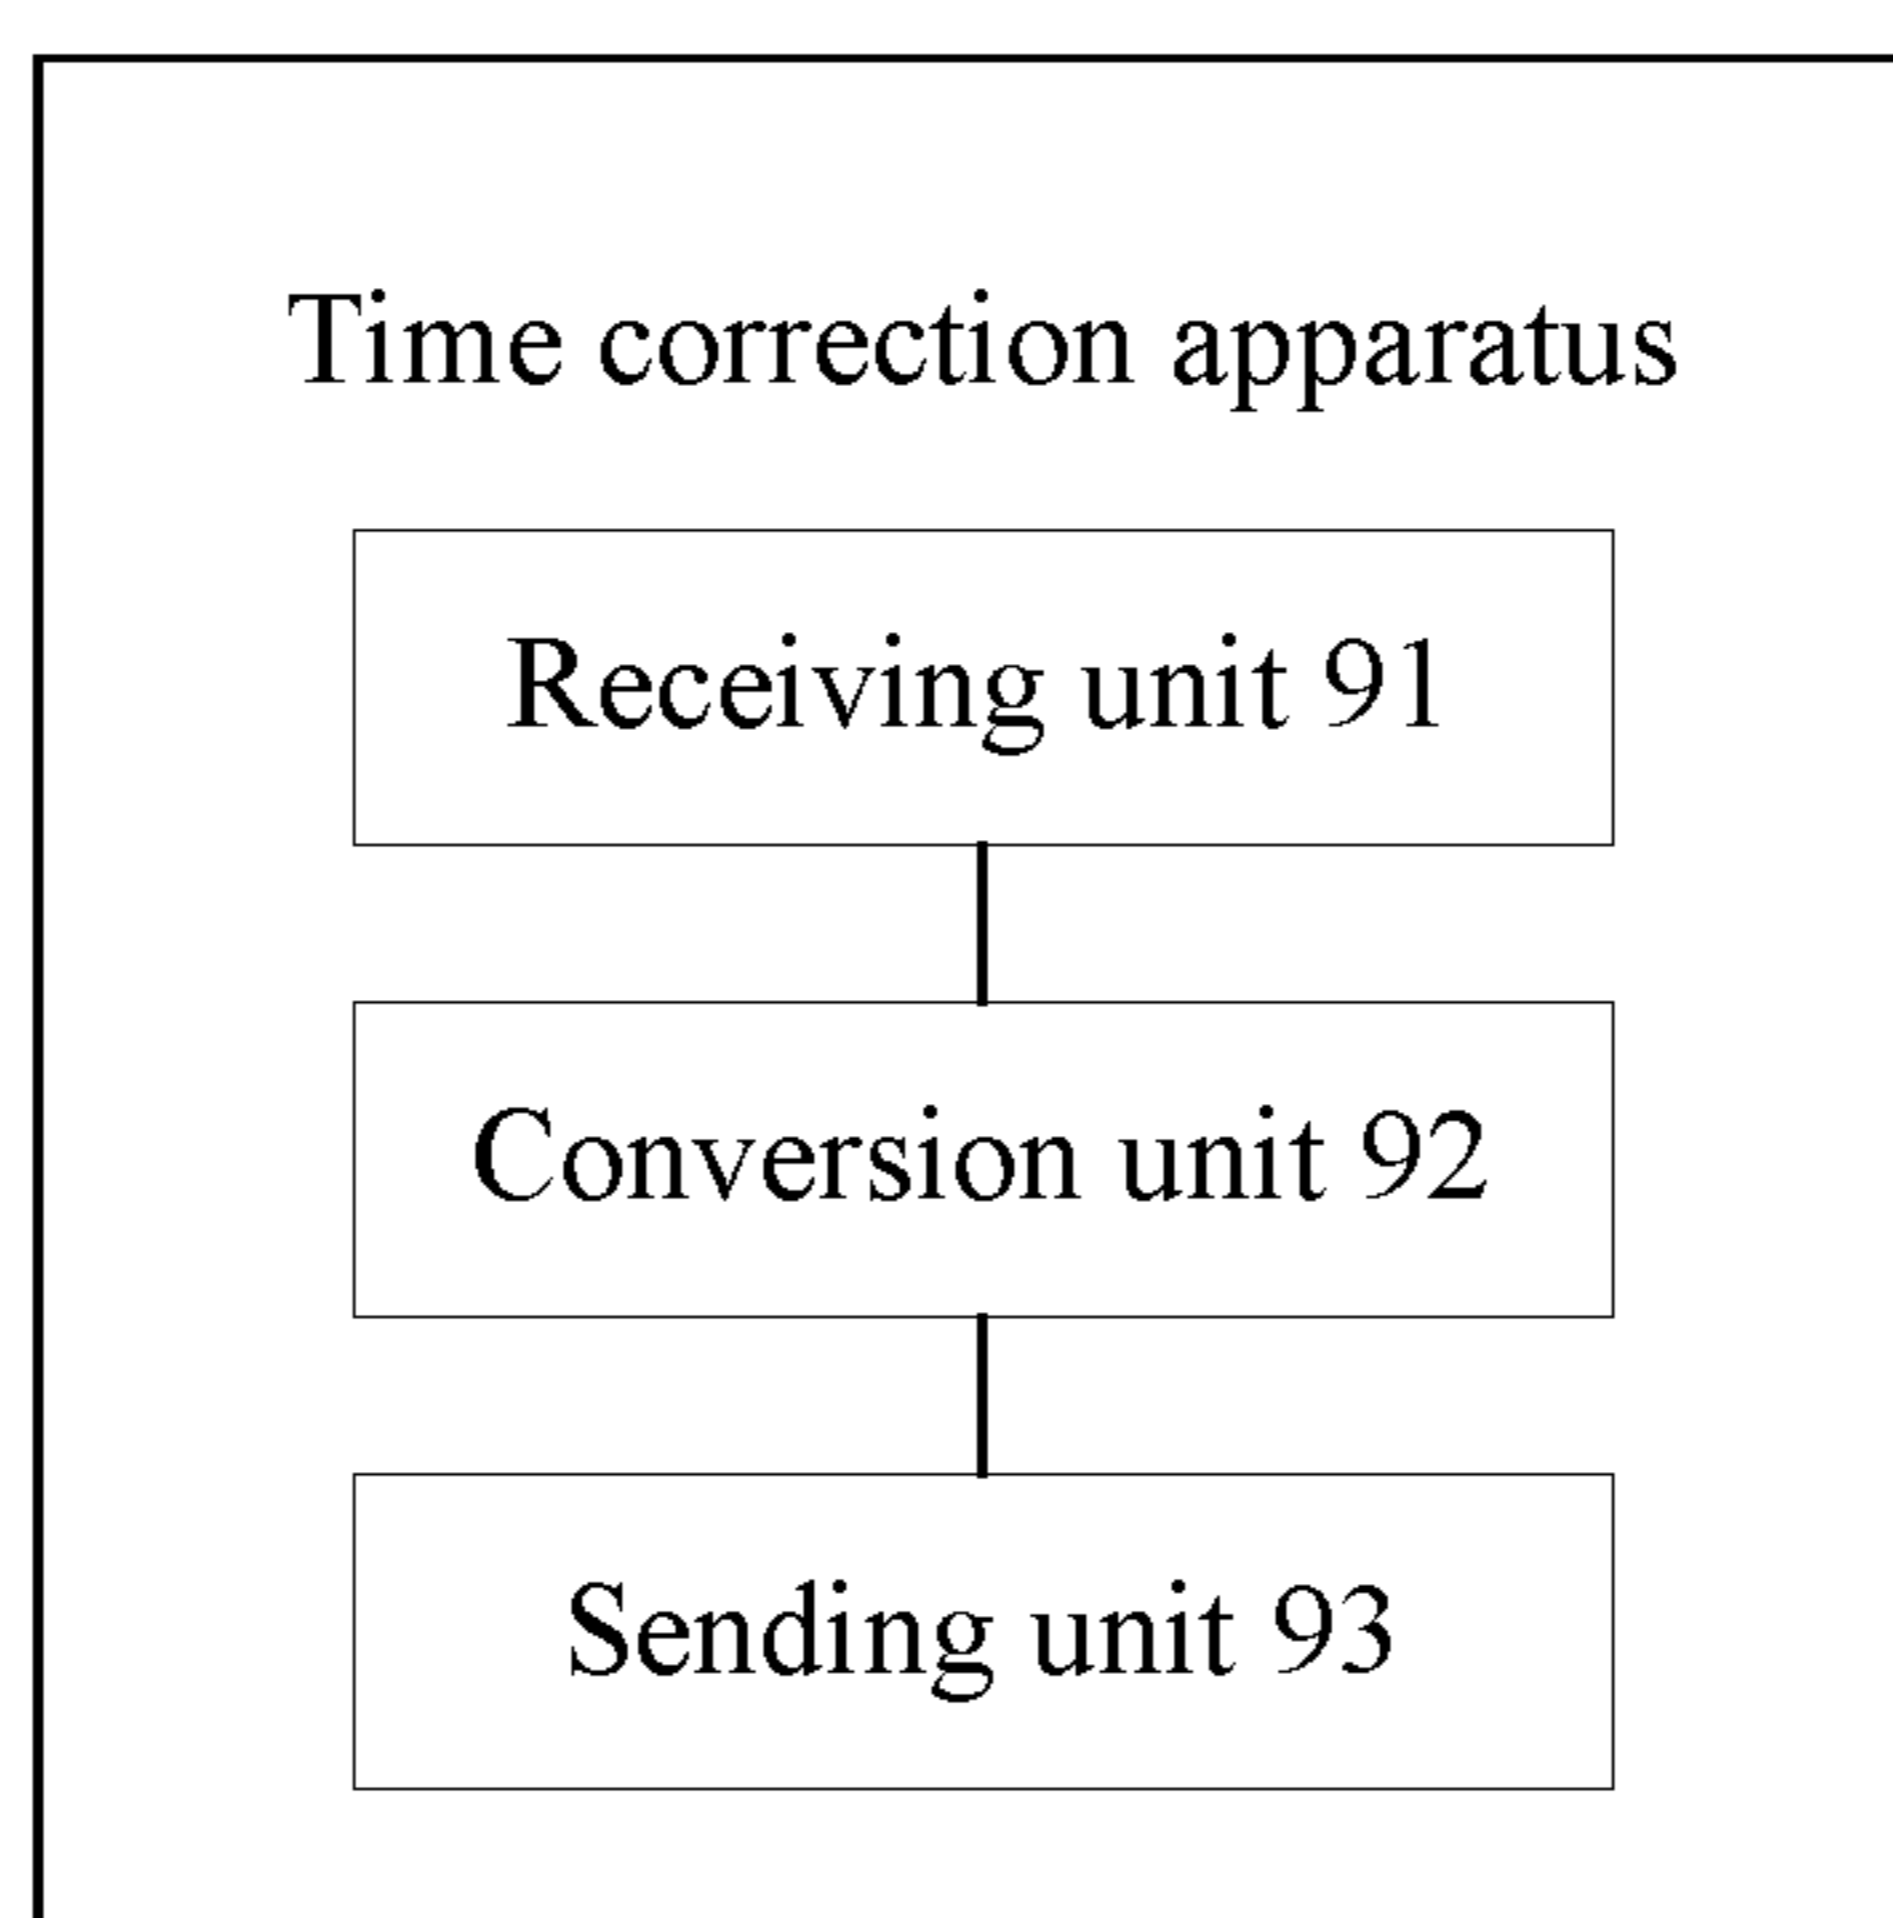 Time correction apparatus
Receiving unit 91
Conversion unit 92
Sending unit 93